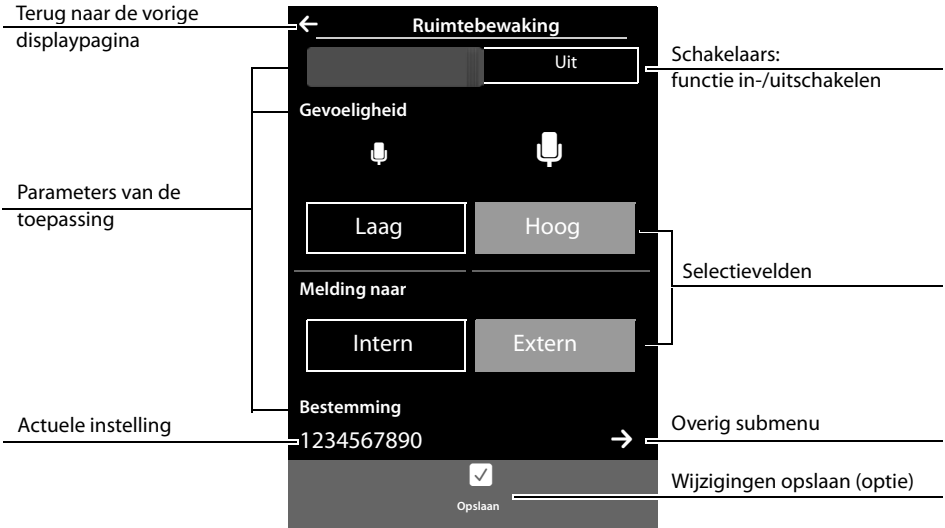 Terug naar de vorige
displaypagina
Ruimtebewaking
Uit
Schakelaars:
functie in-/uitschakelen
Gevoeligheid
Parameters van de
toepassing
Laag
Hoog
Selectievelden
Melding naar
Intern
Extern
Bestemming
Actuele instelling
1234567890
Overig submenu
Opslaan
Wijzigingen opslaan (optie)